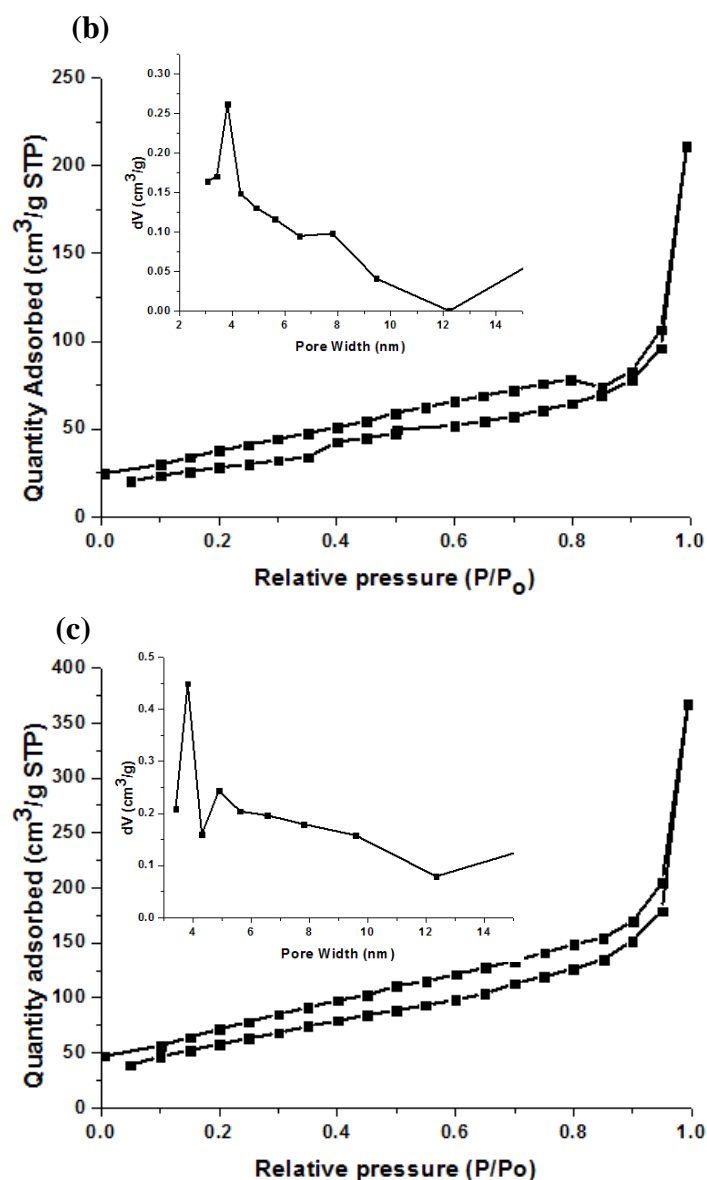 (b)
250
200
150
100
50
0
Quantity Adsorbed (cm³/g STP)
0.30
0.25
0.20
0.15
0.10
0.05
0.00
dV (cm³/g)
2 4 6 8 10 12 14
Pore Width (nm)
0.0 0.2 0.4 0.6 0.8 1.0
Relative pressure (P/Pₒ)
(c)
400
350
300
250
200
150
100
50
0
Quantity adsorbed (cm³/g STP)
0.5
0.4
0.3
0.2
0.1
0.0
dV (cm³/g)
4 6 8 10 12 14
Pore Width (nm)
0.0 0.2 0.4 0.6 0.8 1.0
Relative pressure (P/Po)